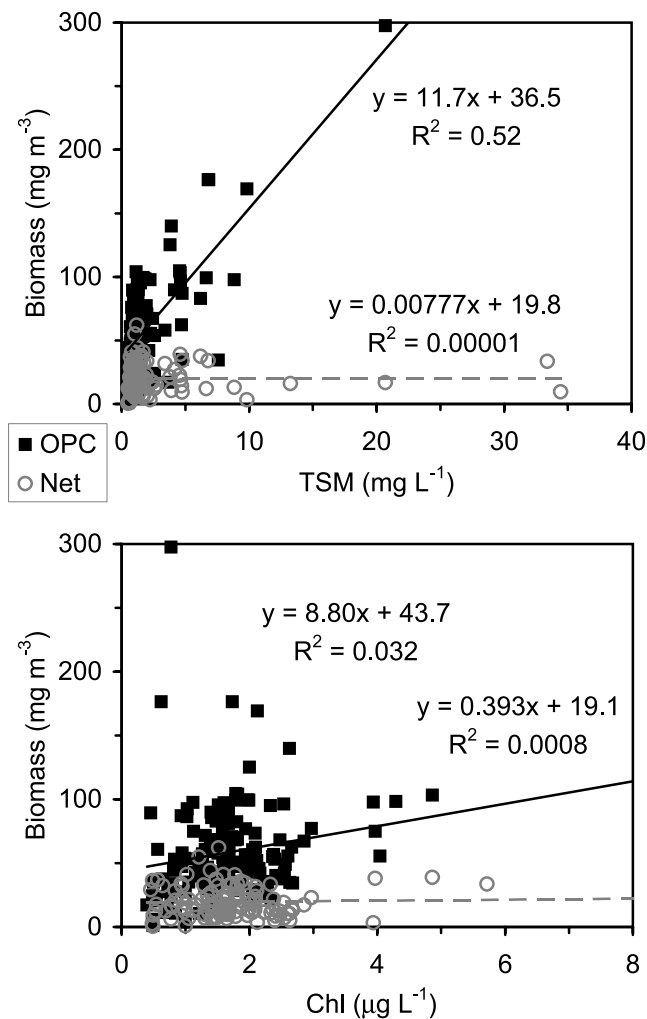 300
200
100
0
Biomass (mg m⁻³)
y = 11.7x + 36.5
R² = 0.52
y = 0.00777x + 19.8
R² = 0.00001
0 10 20 30 40
TSM (mg L⁻¹)
OPC
Net
300
200
100
0
Biomass (mg m⁻³)
y = 8.80x + 43.7
R² = 0.032
y = 0.393x + 19.1
R² = 0.0008
0 2 4 6 8
Chl (μg L⁻¹)